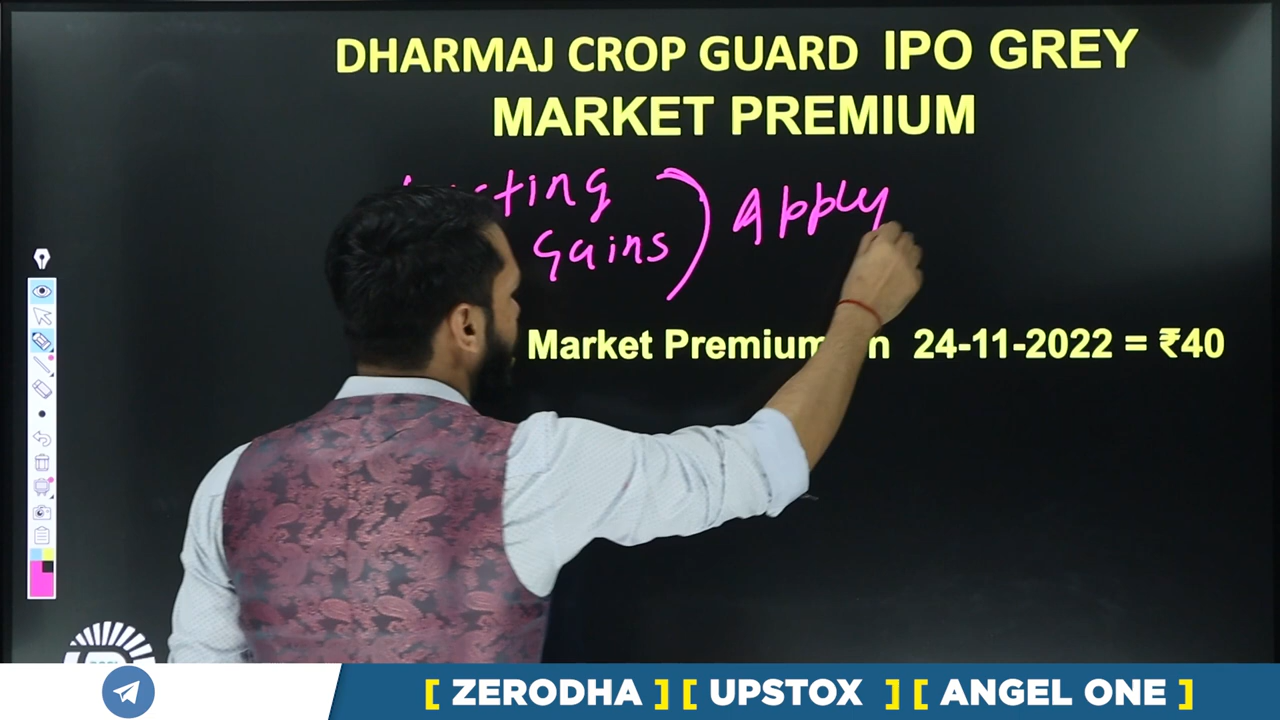 DHARMAJ CROP GUARD IPO GREY
MARKET PREMIUM
Gains
Apply
Market Premium 24-11-2022 = ₹40
[ ZERODHA ] [ UPSTOX ] [ ANGEL ONE ]